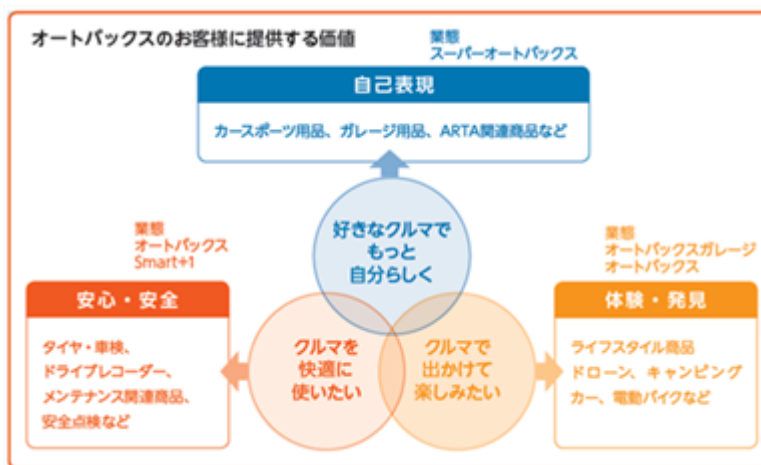 オートバックスのお客様に提供する価値
業態
スーパーオートバックス
自己表現
カースポーツ用品、ガレージ用品、ARTA関連商品など
好きなクルマで
もっと
自分らしく
業態
オートバックス
Smart+1
安心・安全
タイヤ・車検、
ドライブレコーダー、
メンテナンス関連商品、
安全点検など
クルマを
快適に
使いたい
クルマで
出かけて
楽しみたい
業態
オートバックスガレージ
オートバックス
体験・発見
ライフスタイル商品
ドローン、キャンピング
カー、電動バイクなど